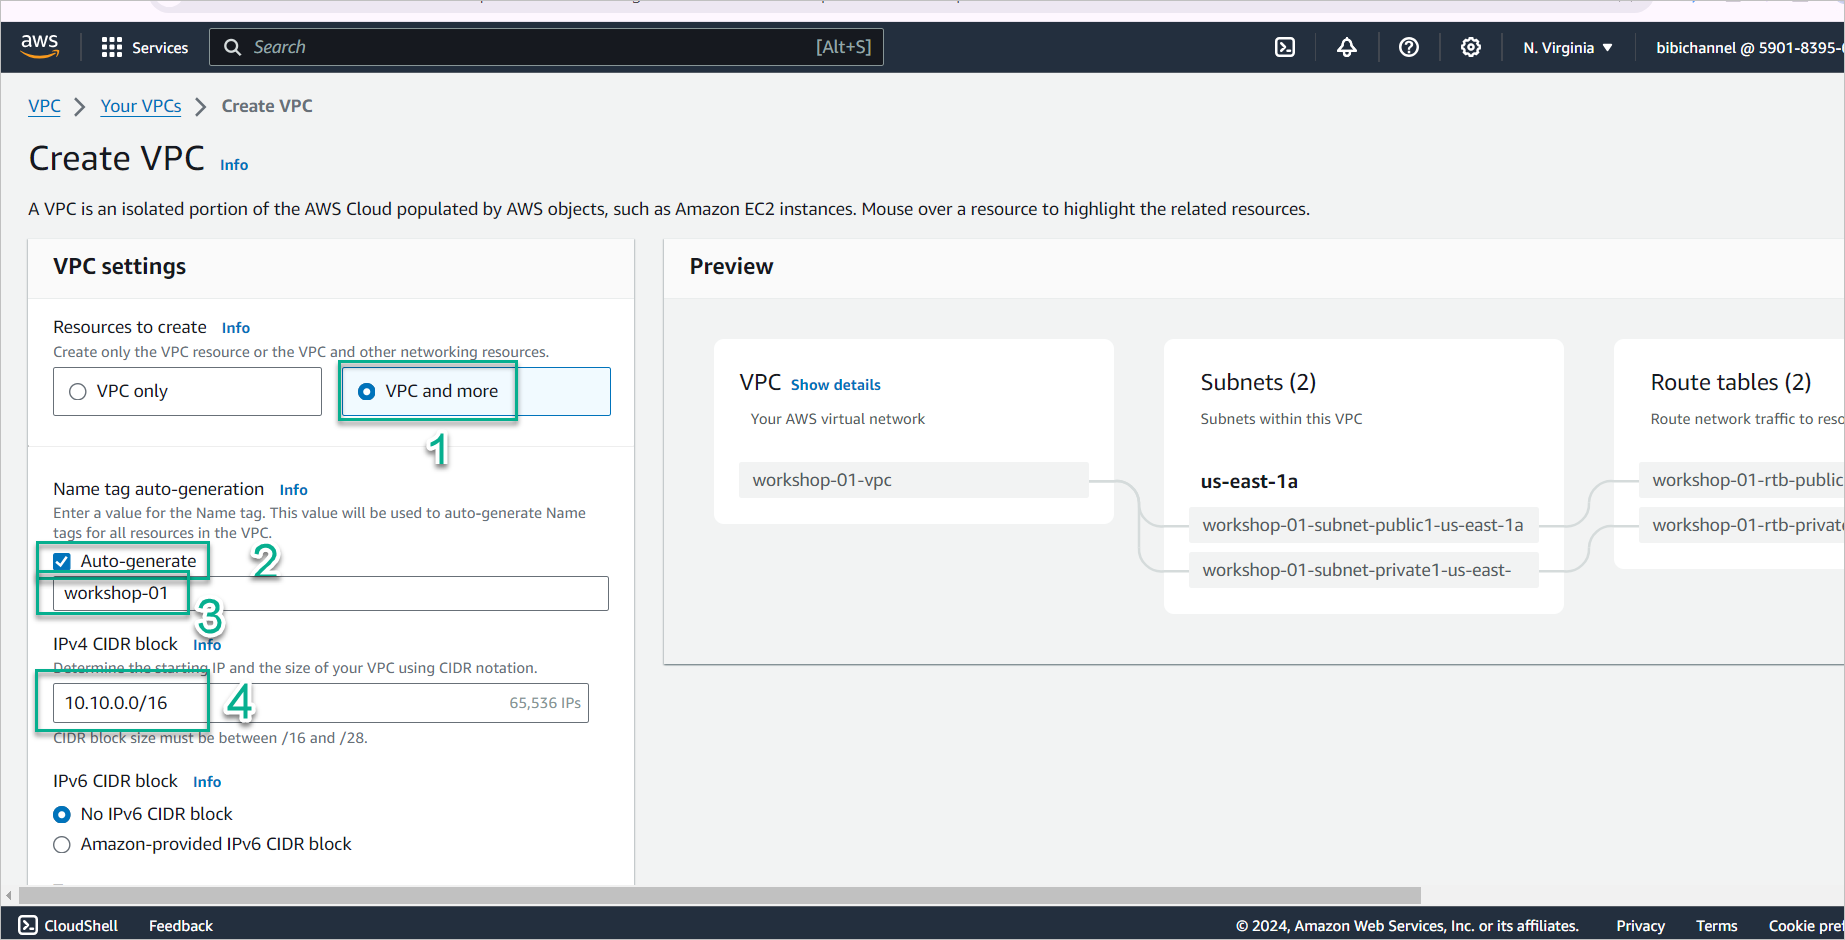 aws
Services
Search
[Alt+S]
N. Virginia
bibichannel @ 5901-8395-
VPC
Your VPCs
Create VPC
Create VPC Info
A VPC is an isolated portion of the AWS Cloud populated by AWS objects, such as Amazon EC2 instances. Mouse over a resource to highlight the related resources.
VPC settings
Resources to create Info
Create only the VPC resource or the VPC and other networking resources.
VPC only
VPC and more
1
Name tag auto-generation Info
Enter a value for the Name tag. This value will be used to auto-generate Name
tags for all resources in the VPC.
Auto-generate
2
workshop-01
3
IPv4 CIDR block Info
Determine the starting IP and the size of your VPC using CIDR notation.
10.10.0.0/16
65,536 IPs
4
CIDR block size must be between /16 and /28.
IPv6 CIDR block Info
No IPv6 CIDR block
Amazon-provided IPv6 CIDR block
Preview
VPC Show details
Your AWS virtual network
workshop-01-vpc
Subnets (2)
Subnets within this VPC
us-east-1a
workshop-01-subnet-public1-us-east-1a
workshop-01-subnet-private1-us-east-
Route tables (2)
Route network traffic to reso
workshop-01-rtb-public
workshop-01-rtb-private
CloudShell
Feedback
© 2024, Amazon Web Services, Inc. or its affiliates.
Privacy
Terms
Cookie pref